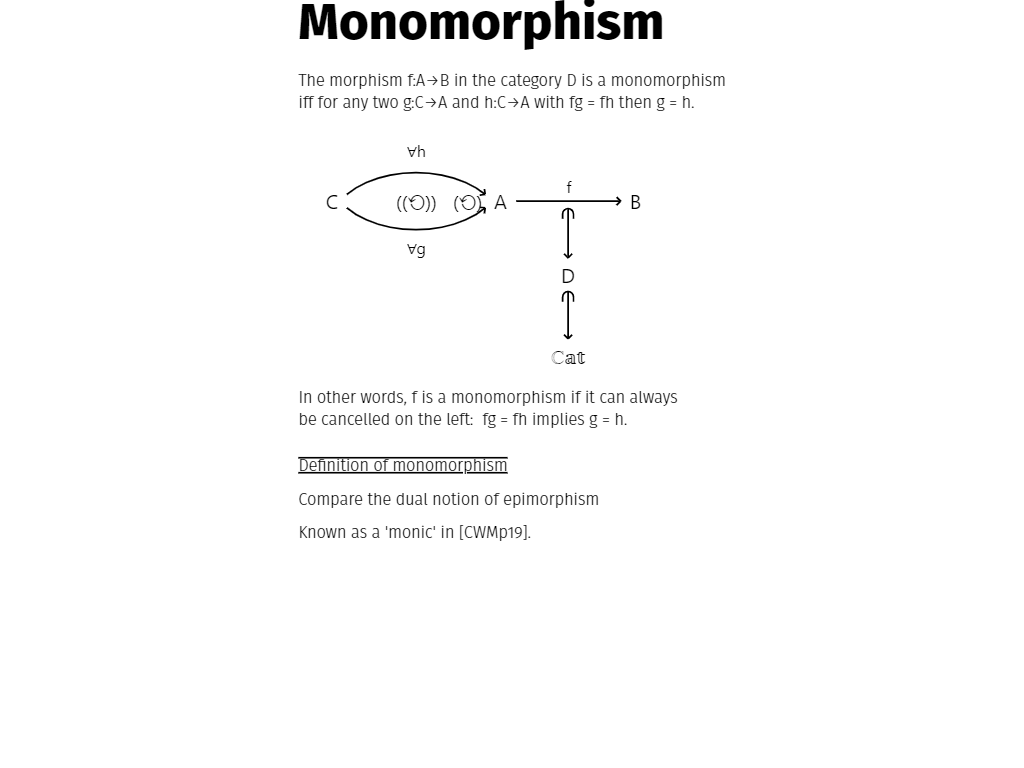 Monomorphism
The morphism f:A→B in the category D is a monomorphism
iff for any two g:C→A and h:C→A with fg = fh then g = h.
∀h
f
C ((↻)) (↻) A B
∀g
D
ℂ𝕒𝕥
In other words, f is a monomorphism if it can always
be cancelled on the left:  fg = fh implies g = h.
Definition of monomorphism
Compare the dual notion of epimorphism
Known as a 'monic' in [CWMp19].